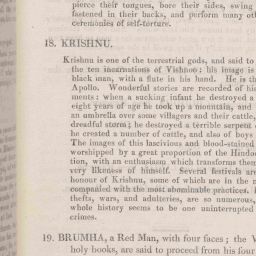 pierce their tongues, bore their sides, swing
fastened in their backs, and perform many ot
ceremonies of self-torture.
18. KRISHNU.
Krishnu is one of the terrestrial gods, and said to
the ten incarnations of Vishnoo: his image is
black man, with a flute in his hand. He is th
Apollo. Wonderful stories are recorded of his
ments: when a sucking infant he destroyed a
eight years of age he took up a mountain, and
an umbrella over some villagers and their cattle,
dreadful storm; he destroyed a terrible serpent
he created a number of cattle, and also of boys
The images of this lascivious and blood-stained
worshipped by a great proportion of the Hindoo
tion, with an enthusiasm which transforms them
very likeness of himself. Several festivals are
honour of Krishnu, some of which are in the m
companied with the most abominable practices.
thefts, wars, and adulteries, are so numerous,
whole history seems to be one uninterrupted
crimes.
19. BRUMHA, a Red Man, with four faces; the V
holy books, are said to proceed from his four